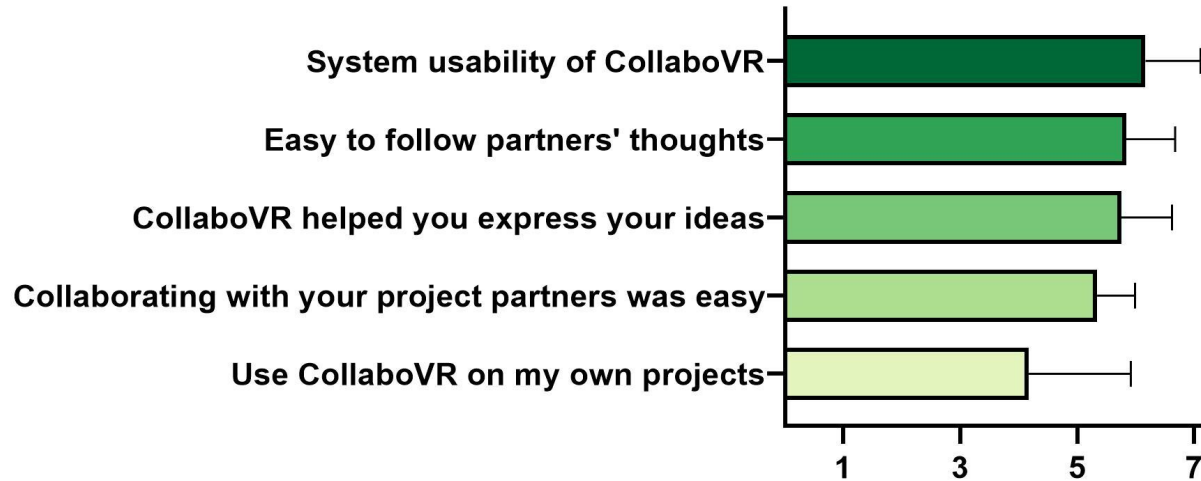 System usability of CollaboVR
Easy to follow partners' thoughts
CollaboVR helped you express your ideas
Collaborating with your project partners was easy
Use CollaboVR on my own projects
1 3 5 7